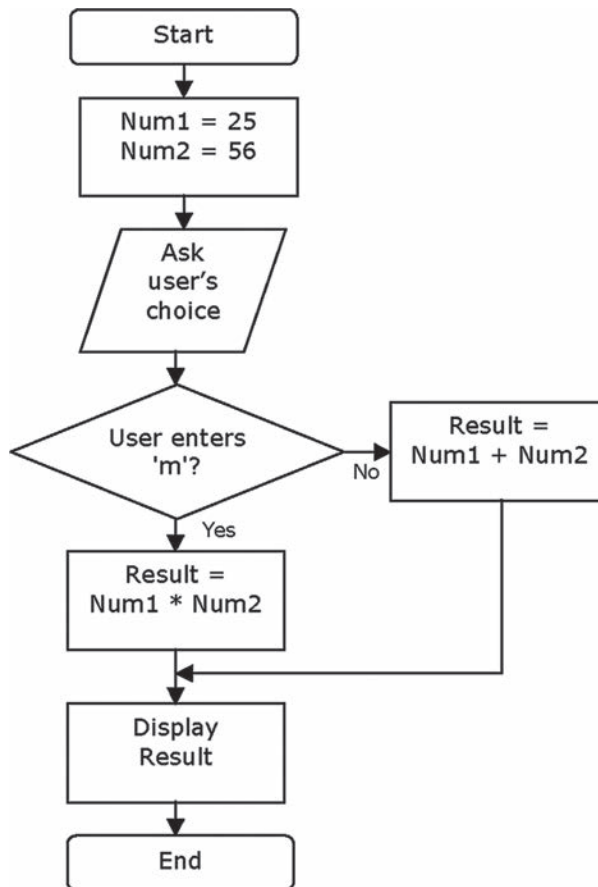 Start
Num1 = 25
Num2 = 56
Ask
user's
choice
User enters
'm'?
No
Result =
Num1 + Num2
Yes
Result =
Num1 * Num2
Display
Result
End